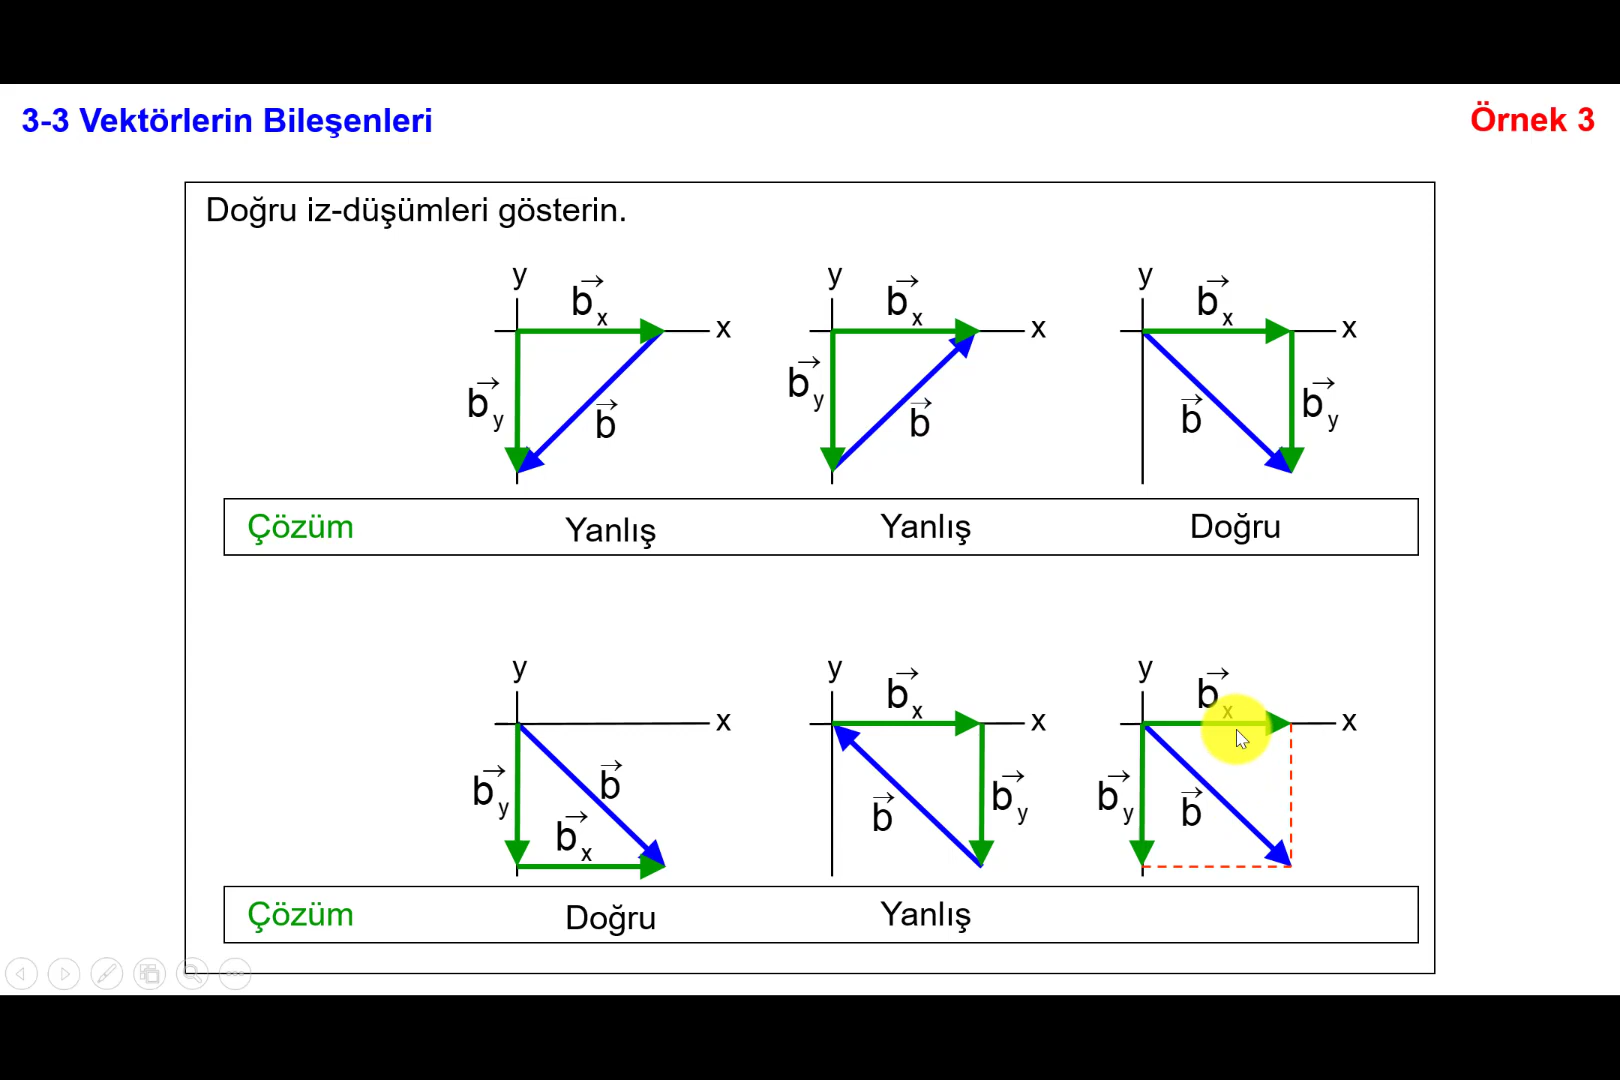 3-3 Vektörlerin Bileşenleri
Örnek 3
Doğru iz-düşümleri gösterin.
y y y
b⃗x b⃗x b⃗x
x x x
b⃗y b⃗ b⃗y b⃗ b⃗ b⃗y
Çözüm Yanlış Yanlış Doğru
y y y
b⃗x b⃗x
x x x
b⃗y b⃗ b⃗ b⃗y b⃗y b⃗
b⃗x
Çözüm Doğru Yanlış